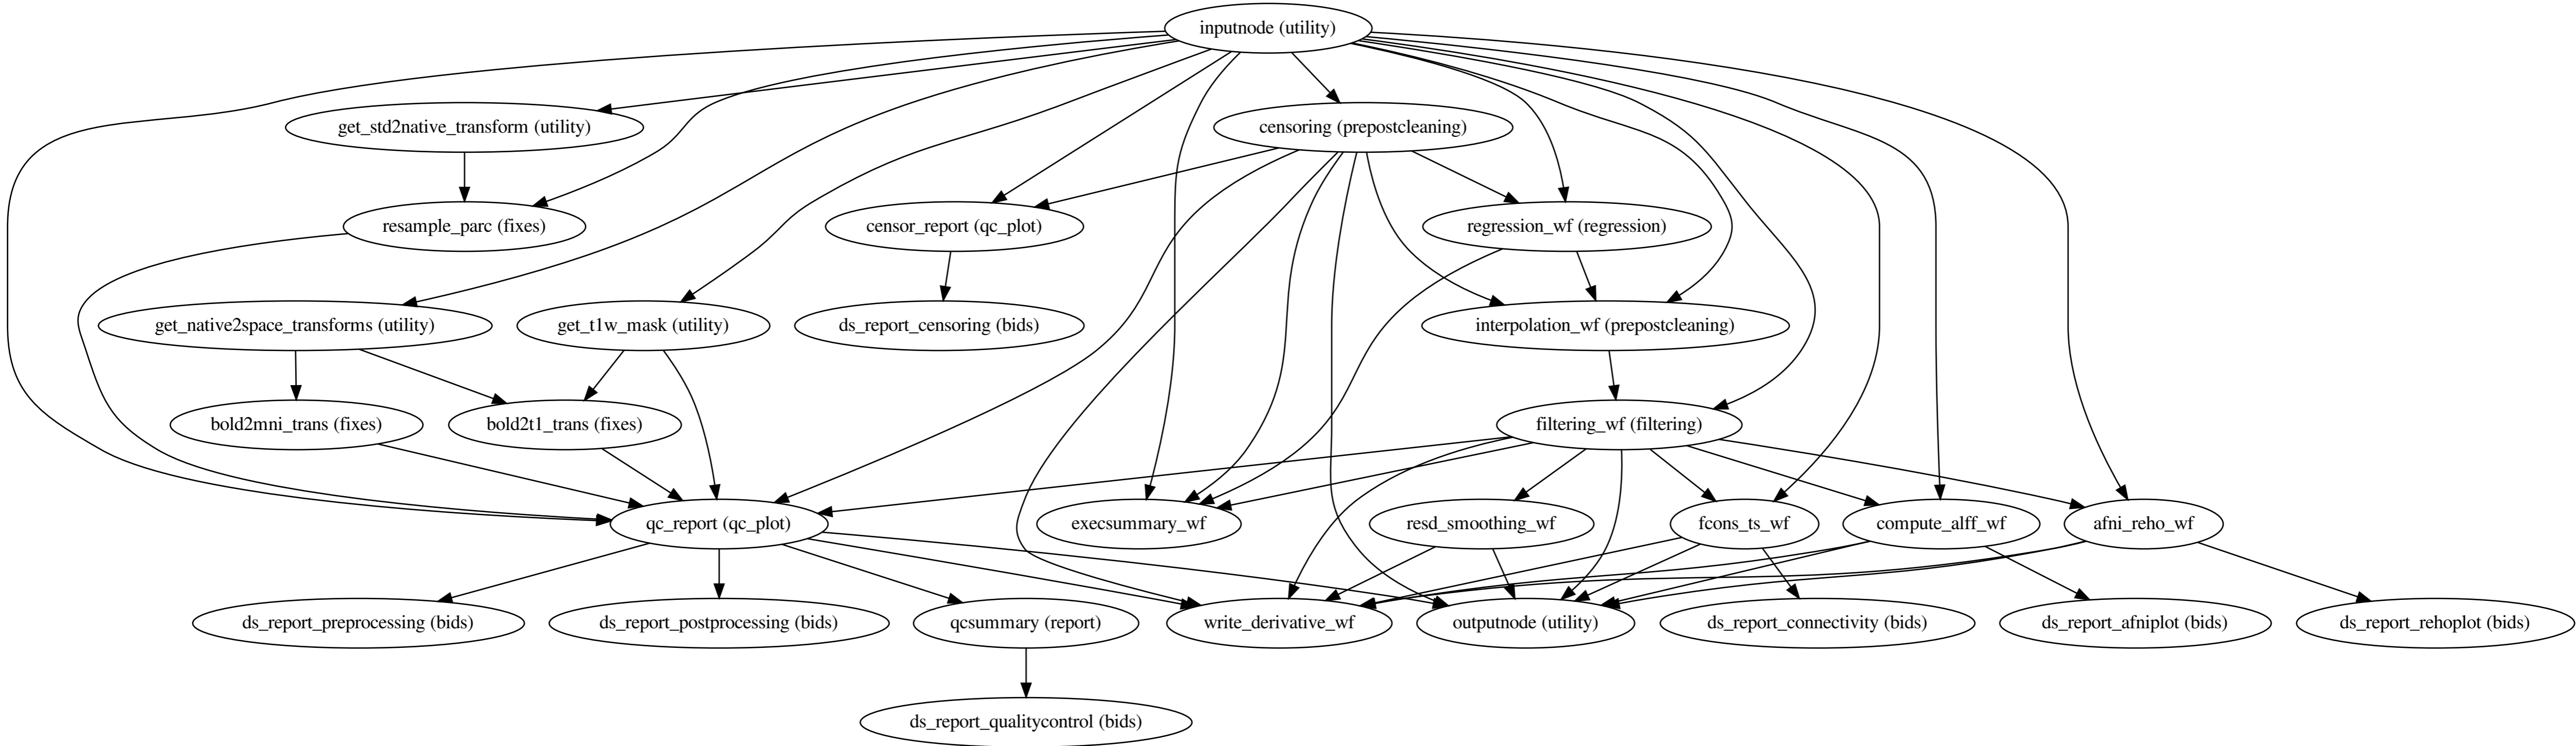 inputnode (utility)
get_std2native_transform (utility)
censoring (prepostcleaning)
resample_parc (fixes)
censor_report (qc_plot)
regression_wf (regression)
get_native2space_transforms (utility)
get_t1w_mask (utility)
ds_report_censoring (bids)
interpolation_wf (prepostcleaning)
bold2mni_trans (fixes)
bold2t1_trans (fixes)
filtering_wf (filtering)
qc_report (qc_plot)
execsummary_wf
resd_smoothing_wf
fcons_ts_wf
compute_alff_wf
afni_reho_wf
ds_report_preprocessing (bids)
ds_report_postprocessing (bids)
qcsummary (report)
write_derivative_wf
outputnode (utility)
ds_report_connectivity (bids)
ds_report_afniplot (bids)
ds_report_rehoplot (bids)
ds_report_qualitycontrol (bids)